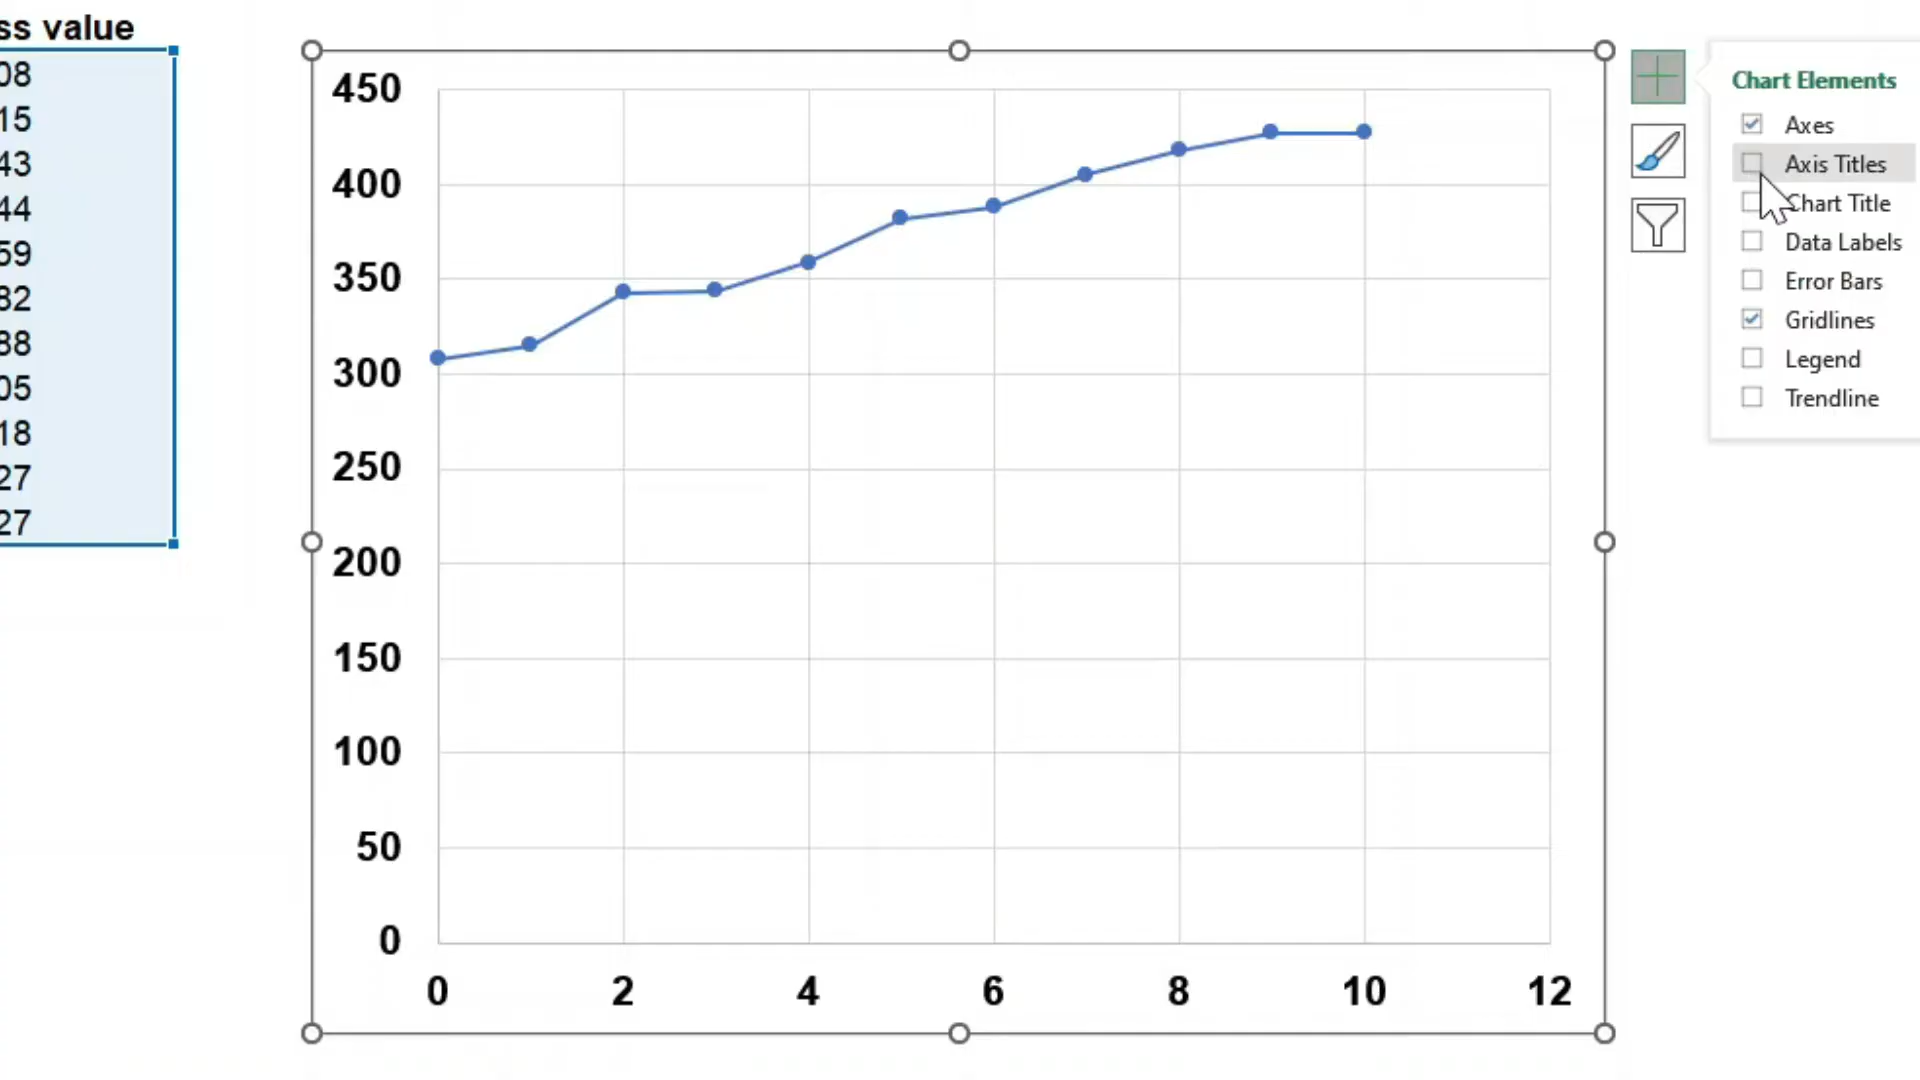 ss value
08
15
43
44
59
82
38
05
18
27
27
450
400
350
300
250
200
150
100
50
0
0 2 4 6 8 10 12
Chart Elements
Axes
Axis Titles
Chart Title
Data Labels
Error Bars
Gridlines
Legend
Trendline